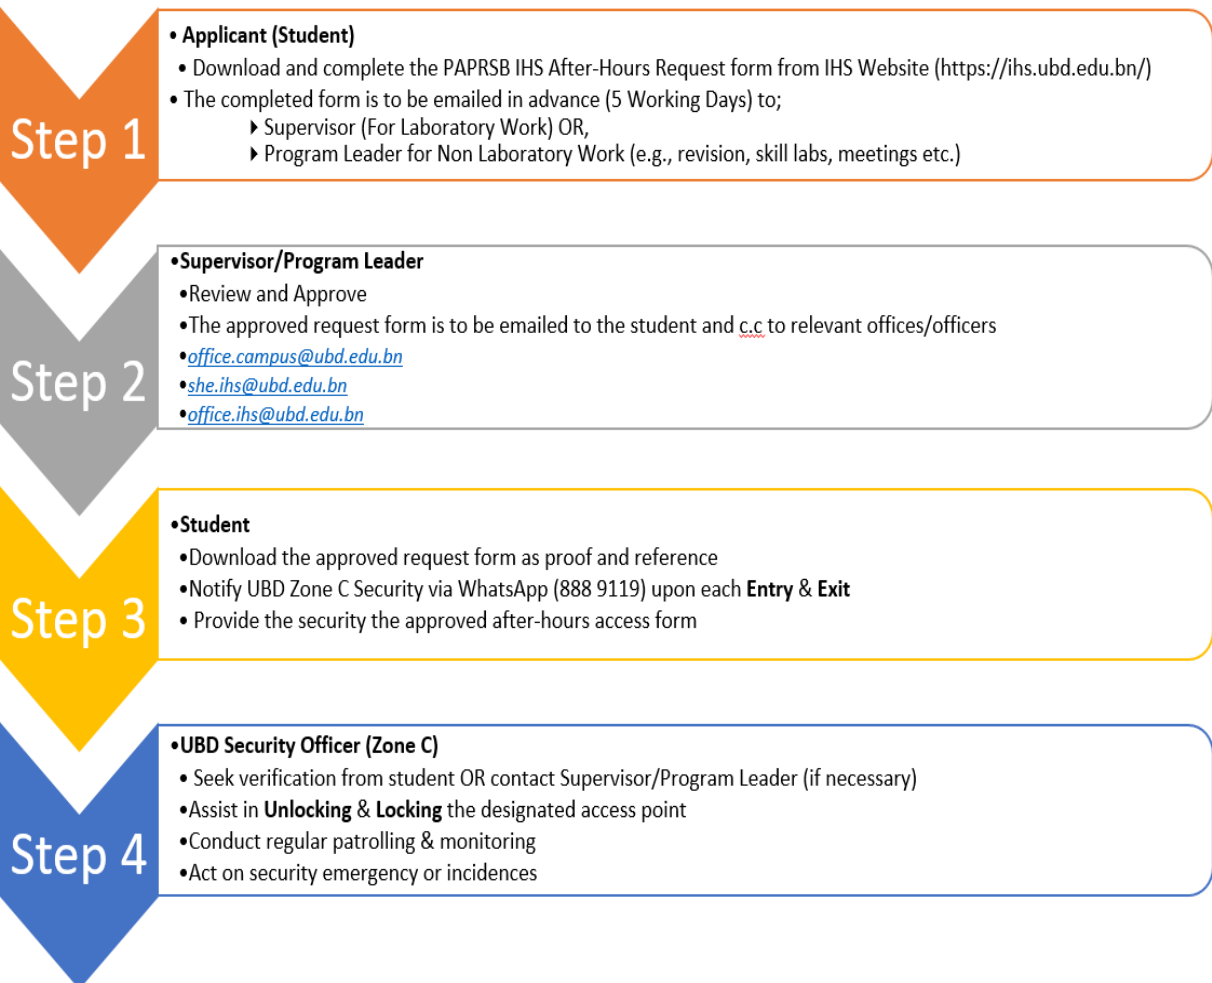 Step 1
• Applicant (Student)
• Download and complete the PAPRSB IHS After-Hours Request form from IHS Website (https://ihs.ubd.edu.bn/)
• The completed form is to be emailed in advance (5 Working Days) to;
Supervisor (For Laboratory Work) OR,
Program Leader for Non Laboratory Work (e.g., revision, skill labs, meetings etc.)
Step 2
•Supervisor/Program Leader
•Review and Approve
•The approved request form is to be emailed to the student and c.c to relevant offices/officers
•office.campus@ubd.edu.bn
•she.ihs@ubd.edu.bn
•office.ihs@ubd.edu.bn
Step 3
•Student
•Download the approved request form as proof and reference
•Notify UBD Zone C Security via WhatsApp (888 9119) upon each Entry & Exit
• Provide the security the approved after-hours access form
Step 4
•UBD Security Officer (Zone C)
• Seek verification from student OR contact Supervisor/Program Leader (if necessary)
•Assist in Unlocking & Locking the designated access point
•Conduct regular patrolling & monitoring
•Act on security emergency or incidences